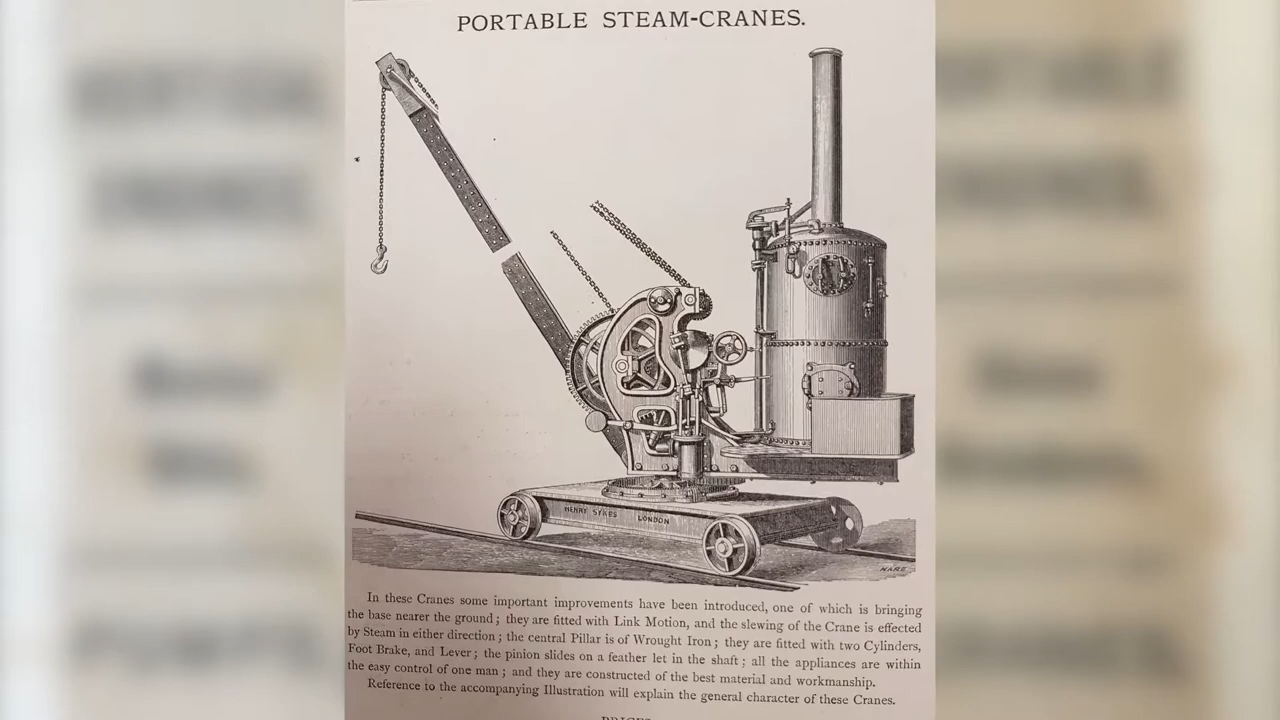 PORTABLE STEAM-CRANES.
HENRY SYKES LONDON
HARE
In these Cranes some important improvements have been introduced, one of which is bringing
the base nearer the ground; they are fitted with Link Motion, and the slewing of the Crane is effected
by Steam in either direction; the central Pillar is of Wrought Iron; they are fitted with two Cylinders,
Foot Brake, and Lever; the pinion slides on a feather let in the shaft; all the appliances are within
the easy control of one man; and they are constructed of the best material and workmanship.
Reference to the accompanying Illustration will explain the general character of these Cranes.